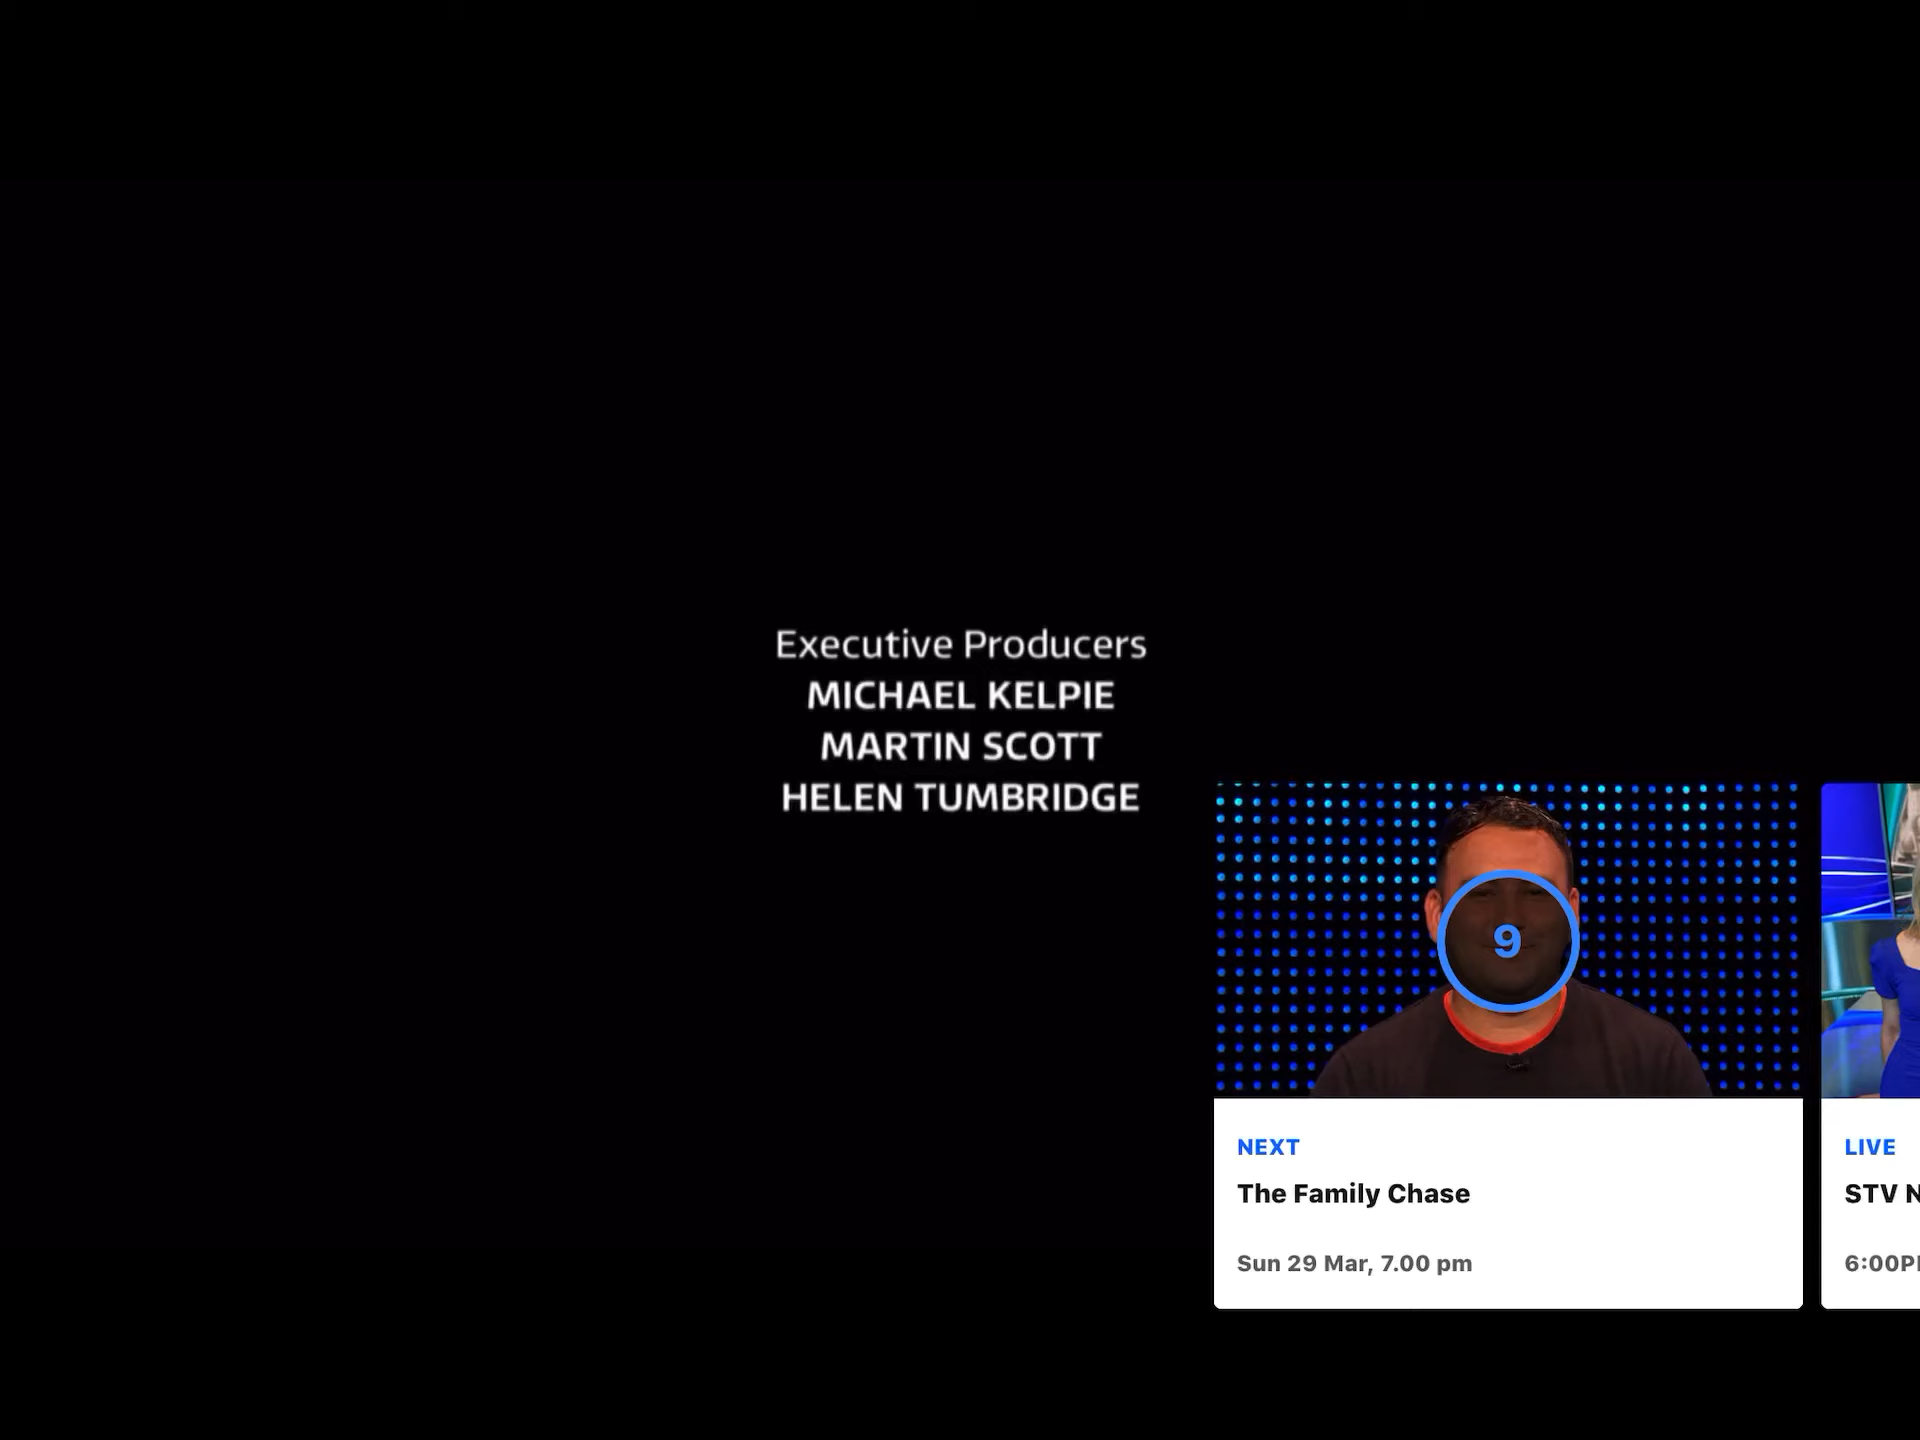 Executive Producers
MICHAEL KELPIE
MARTIN SCOTT
HELEN TUMBRIDGE
9
NEXT
The Family Chase
Sun 29 Mar, 7.00 pm
LIVE
STV